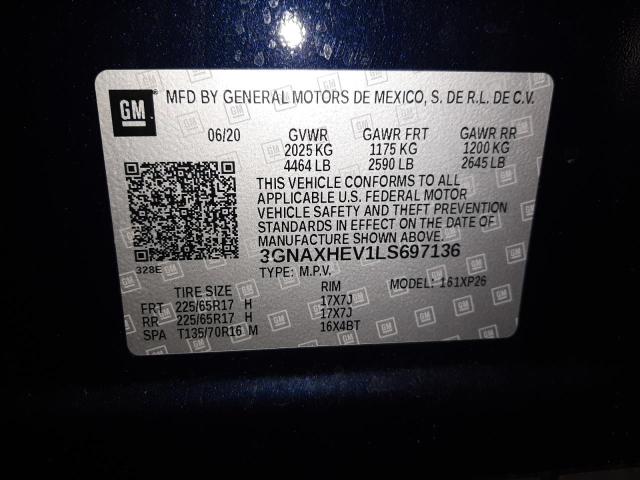 GM MFD BY GENERAL MOTORS DE MEXICO, S. DE R.L. DE C.V.
06/20 GVWR GAWR FRT GAWR RR
2025 KG 1175 KG 1200 KG
4464 LB 2590 LB 2645 LB
THIS VEHICLE CONFORMS TO ALL
APPLICABLE U.S. FEDERAL MOTOR
VEHICLE SAFETY AND THEFT PREVENTION
STANDARDS IN EFFECT ON THE DATE OF
MANUFACTURE SHOWN ABOVE.
328E 3GNAXHEV1LS697136
TYPE: M.P.V. MODEL: 161XP26
TIRE SIZE RIM
FRT 225/65R17 H 17X7J
RR 225/65R17 H 17X7J
SPA T135/70R16 M 16X4BT